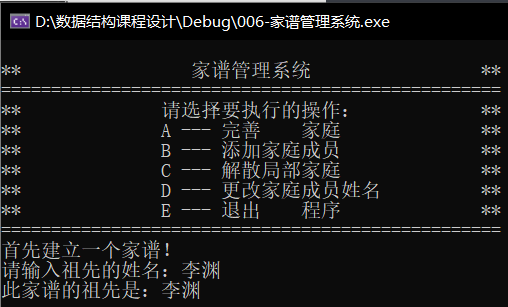 D:\数据结构课程设计\Debug\006-家谱管理系统.exe
** 家谱管理系统 **
==================================================
** 请选择要执行的操作: **
** A --- 完善 家庭 **
** B --- 添加家庭成员 **
** C --- 解散局部家庭 **
** D --- 更改家庭成员姓名 **
** E --- 退出 程序 **
==================================================
首先建立一个家谱!
请输入祖先的姓名: 李渊
此家谱的祖先是: 李渊